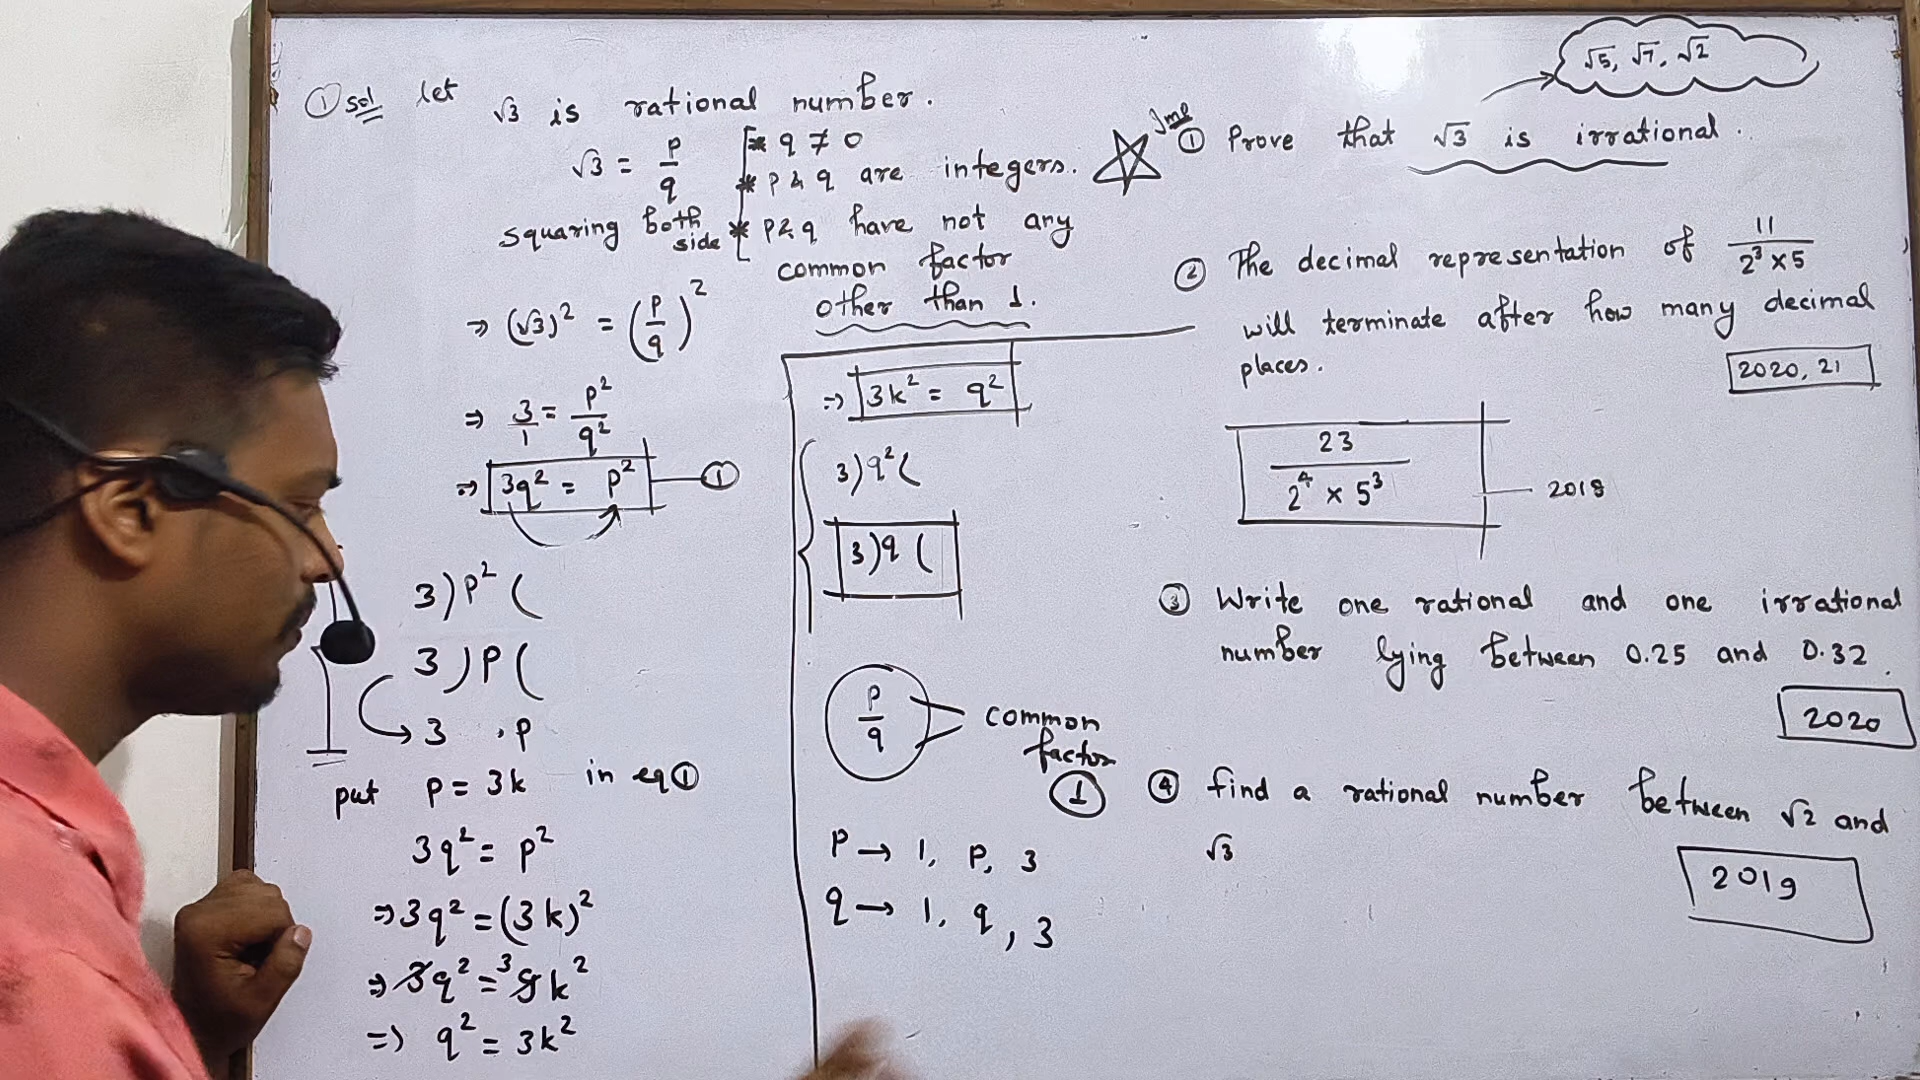 ① Sol let √3 is rational number.
√3 = p/q
* q ≠ 0
* p & q are integers.
* p & q have not any
common factor
other than 1.
squaring both
side
⇒ (√3)² = (p/q)²
⇒ 3/1 = p²/q²
⇒ 3q² = p² — ①
3)p²(
3)p(
3 , p
put p = 3k in eq ①
3q² = p²
⇒ 3q² = (3k)²
⇒ 3q² = ³9k²
⇒ q² = 3k²
⇒ 3k² = q²
3)q²(
3)q(
p/q
common
factor
①
p → 1, p, 3
q → 1, q, 3
√5, √7, √2
Imp
① Prove that √3 is irrational.
② The decimal representation of 11/2³×5
will terminate after how many decimal
places.
2020, 21
23/2⁴ × 5³
2018
③ Write one rational and one irrational
number lying between 0.25 and 0.32.
2020
④ find a rational number between √2 and
√3
2019